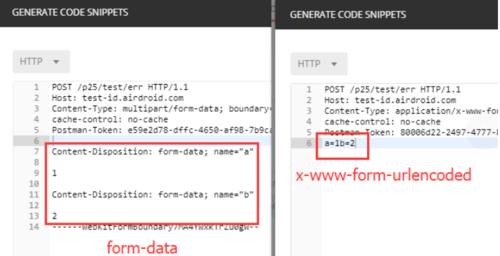 GENERATE CODE SNIPPETS
HTTP
1 POST /p25/test/err HTTP/1.1
2 Host: test-id.airdroid.com
3 Content-Type: multipart/form-data; boundary=
4 cache-control: no-cache
5 Postman-Token: e59e2d78-dffc-4650-af98-7b9ca
6
7 Content-Disposition: form-data; name="a"
8
9 1
10
11 Content-Disposition: form-data; name="b"
12
13 2
14 ------WebKitFormBoundary7MA4YWxkTrZu0gW--
form-data
GENERATE CODE SNIPPETS
HTTP
1 POST /p25/test/err HTTP/1.1
2 Host: test-id.airdroid.com
3 Content-Type: application/x-www-form-
4 cache-control: no-cache
5 Postman-Token: 80006d22-2497-4777-
6 a=1b=2
x-www-form-urlencoded